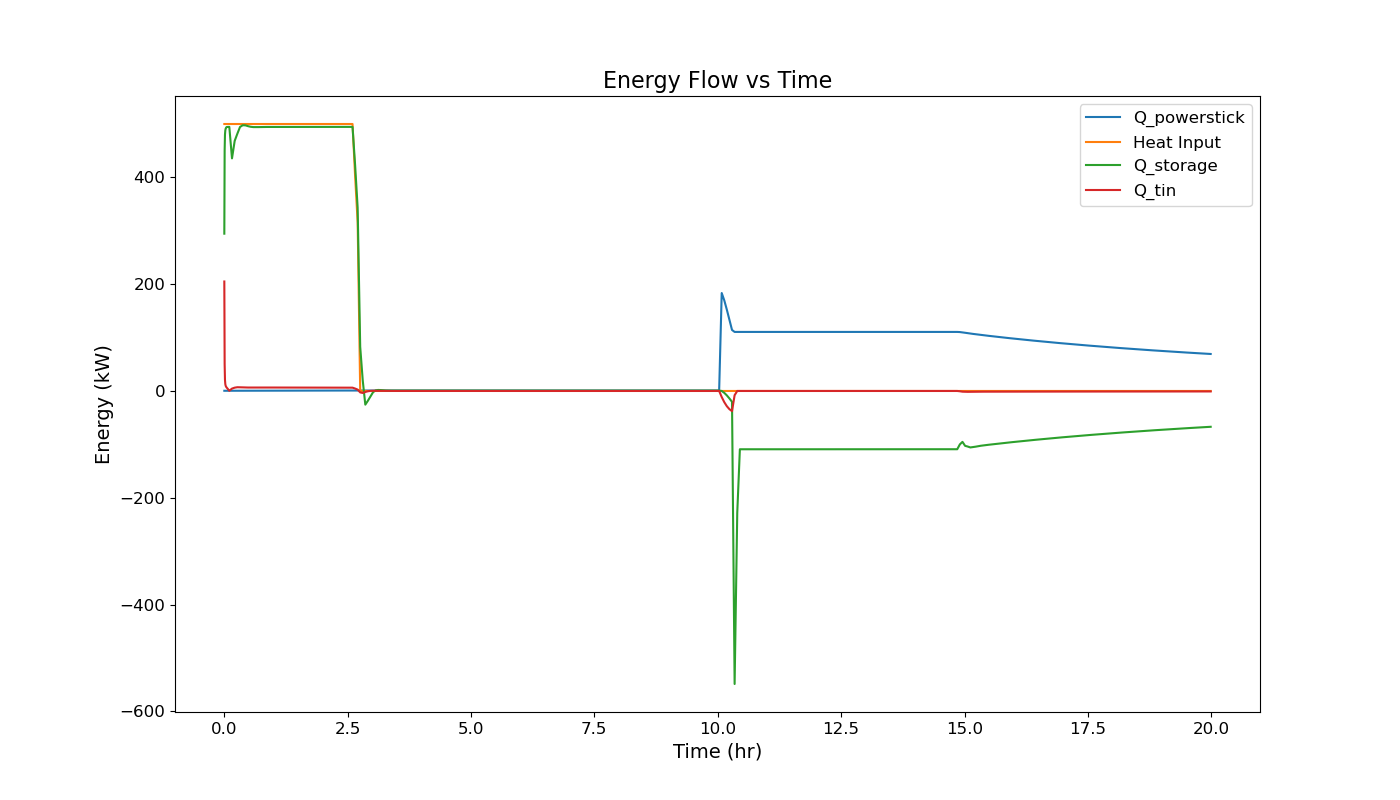 Energy Flow vs Time
Q_powerstick
Heat Input
Q_storage
Q_tin
Energy (kW)
400
200
0
−200
−400
−600
0.0 2.5 5.0 7.5 10.0 12.5 15.0 17.5 20.0
Time (hr)